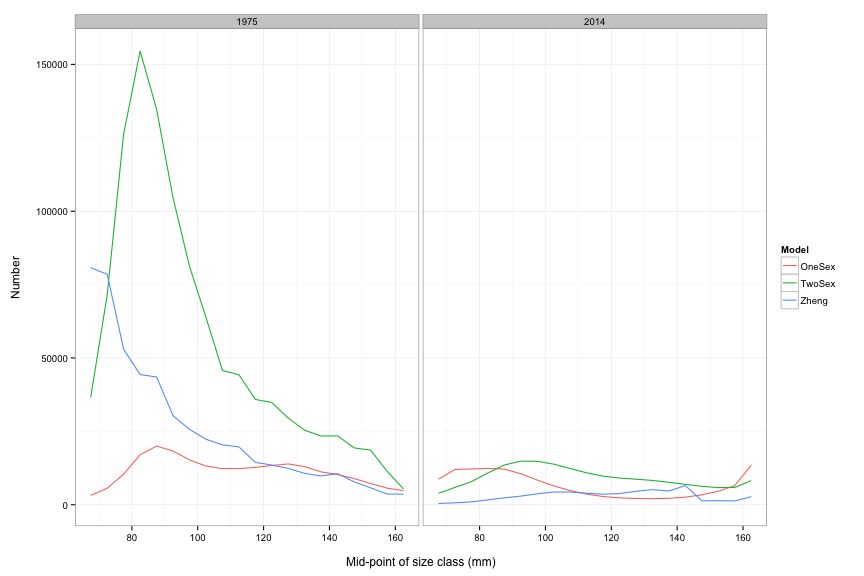 1975 2014
150000
100000
50000
0
Number
80 100 120 140 160 80 100 120 140 160
Mid-point of size class (mm)
Model
OneSex
TwoSex
Zheng